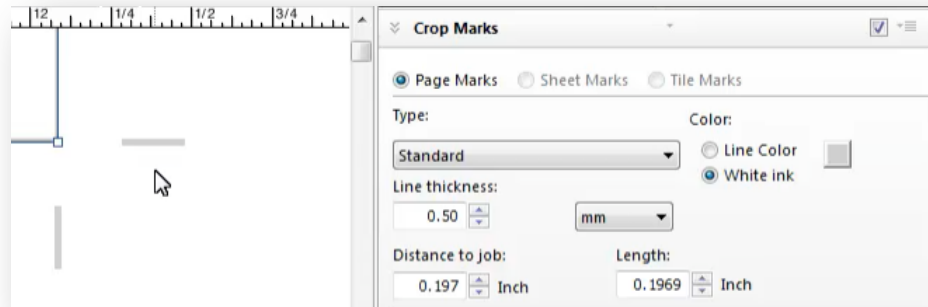 12 1/4 1/2 3/4
Crop Marks
Page Marks Sheet Marks Tile Marks
Type:
Color:
Standard
Line Color
White ink
Line thickness:
0.50 mm
Distance to job: Length:
0.197 Inch 0.1969 Inch